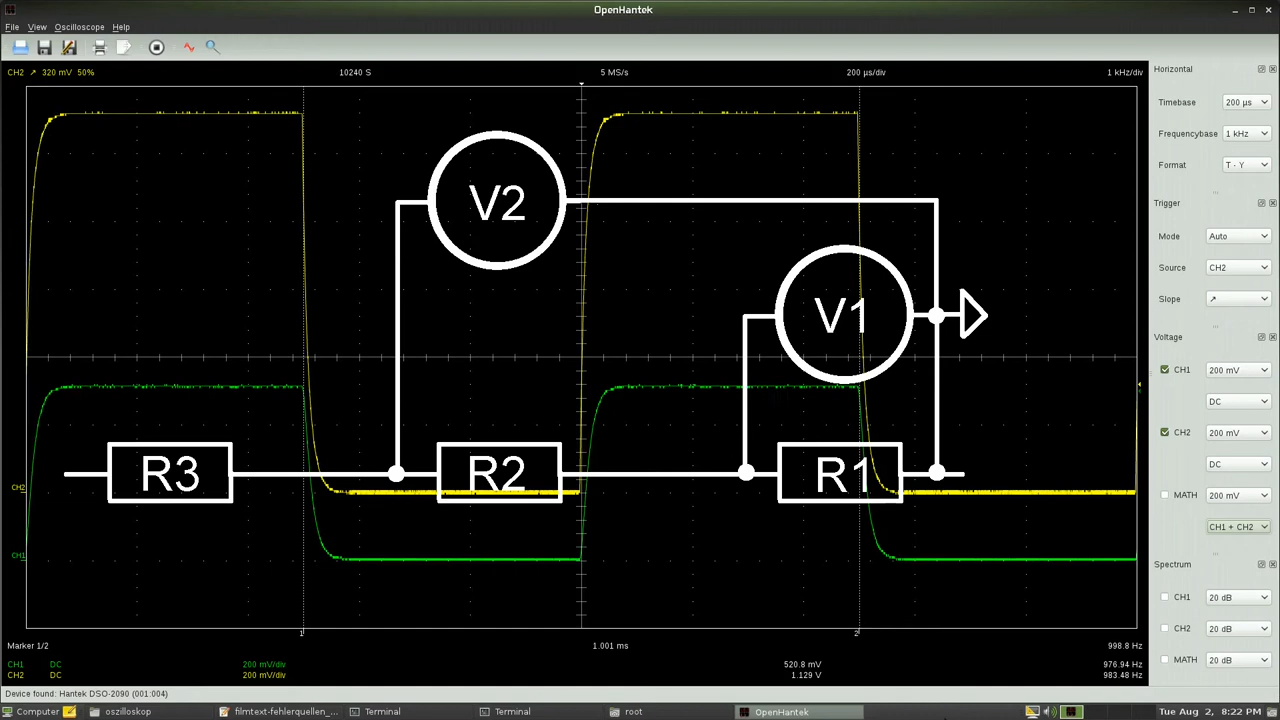 OpenHantek
File View Oscilloscope Help
CH2 ↗ 320 mV 50% 10240 S 5 MS/s 200 µs/div 1 kHz/div
Horizontal
Timebase 200 µs
Frequencybase 1 kHz
Format T - Y
Trigger
Mode Auto
Source CH2
Slope ↗
Voltage
CH1 200 mV
DC
CH2 200 mV
DC
MATH 200 mV
CH1 + CH2
Spectrum
CH1 20 dB
CH2 20 dB
MATH 20 dB
V2
V1
R3 R2 R1
CH2
CH1
1 2
Marker 1/2 1.001 ms 998.8 Hz
CH1 DC 200 mV/div 520.8 mV 976.94 Hz
CH2 DC 200 mV/div 1.129 V 983.48 Hz
Device found: Hantek DSO-2090 (001:004)
Computer oszilloskop filmtext-fehlerquellen_... Terminal Terminal root OpenHantek Tue Aug 2, 8:22 PM